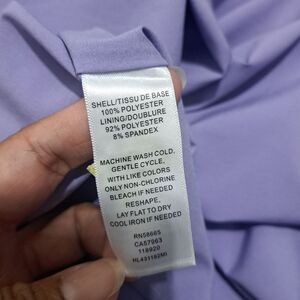 SHELL/TISSU DE BASE
100% POLYESTER
LINING/DOUBLURE
92% POLYESTER
8% SPANDEX
MACHINE WASH COLD,
GENTLE CYCLE,
WITH LIKE COLORS
ONLY NON-CHLORINE
BLEACH IF NEEDED
RESHAPE,
LAY FLAT TO DRY
COOL IRON IF NEEDED
RN58665
CA57963
118920
HL431182MI